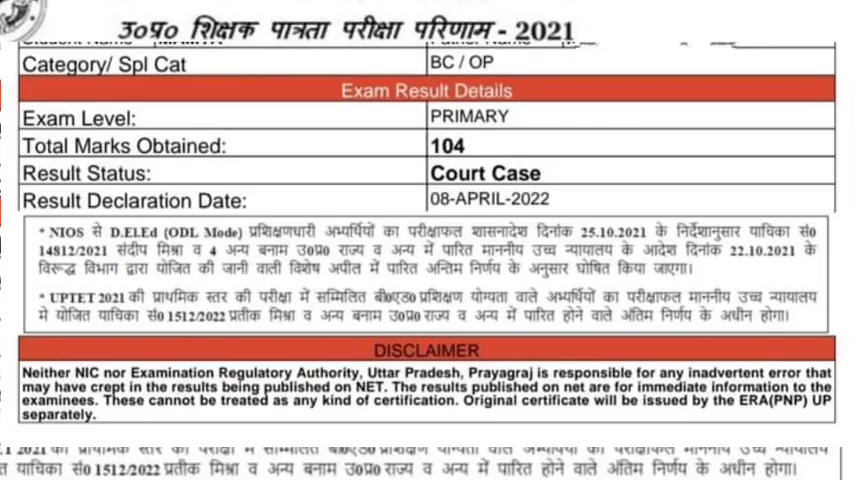 उ०प्र० शिक्षक पात्रता परीक्षा परिणाम - 2021
Category/ Spl Cat BC / OP
Exam Result Details
Exam Level: PRIMARY
Total Marks Obtained: 104
Result Status: Court Case
Result Declaration Date: 08-APRIL-2022
* NIOS से D.El.Ed (ODL Mode) प्रशिक्षणधारी अभ्यर्थियों का परीक्षाफल शासनादेश दिनांक 25.10.2021 के निर्देशानुसार याचिका सं0
14812/2021 संदीप मिश्रा व 4 अन्य बनाम उ0प्र0 राज्य व अन्य में पारित माननीय उच्च न्यायालय के आदेश दिनांक 22.10.2021 के
विरूद्ध विभाग द्वारा योजित की जानी वाली विशेष अपील में पारित अन्तिम निर्णय के अनुसार घोषित किया जाएगा।
* UPTET 2021 की प्राथमिक स्तर की परीक्षा में सम्मिलित बी0ए0 प्रशिक्षण योग्यता वाले अभ्यर्थियों का परीक्षाफल माननीय उच्च न्यायालय
मे योजित याचिका सं0 1512/2022 प्रतीक मिश्रा व अन्य बनाम उ0प्र0 राज्य व अन्य में पारित होने वाले अंतिम निर्णय के अधीन होगा।
DISCLAIMER
Neither NIC nor Examination Regulatory Authority, Uttar Pradesh, Prayagraj is responsible for any inadvertent error that
may have crept in the results being published on NET. The results published on net are for immediate information to the
examinees. These cannot be treated as any kind of certification. Original certificate will be issued by the ERA(PNP) UP
separately.
याचिका सं0 1512/2022 प्रतीक मिश्रा व अन्य बनाम उ0प्र0 राज्य व अन्य में पारित होने वाले अंतिम निर्णय के अधीन होगा।